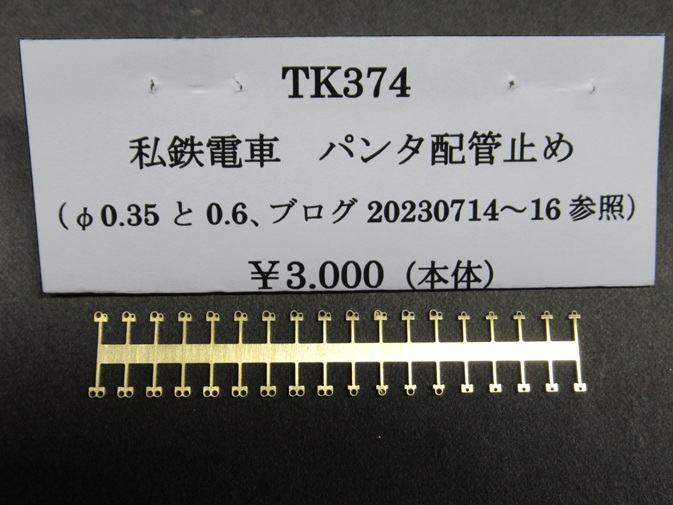 TK374
私鉄電車　パンタ配管止め
（φ0.35 と 0.6、ブログ 20230714～16 参照）
￥3.000（本体）